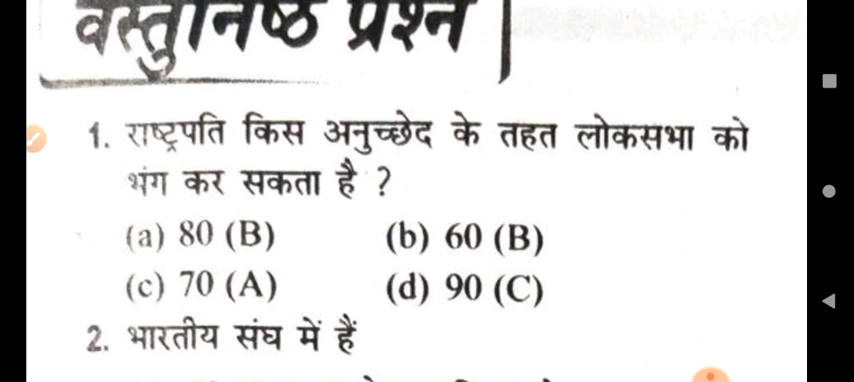 वस्तुनिष्ठ प्रश्न
1. राष्ट्रपति किस अनुच्छेद के तहत लोकसभा को
भंग कर सकता है ?
(a) 80 (B) (b) 60 (B)
(c) 70 (A) (d) 90 (C)
2. भारतीय संघ में हैं